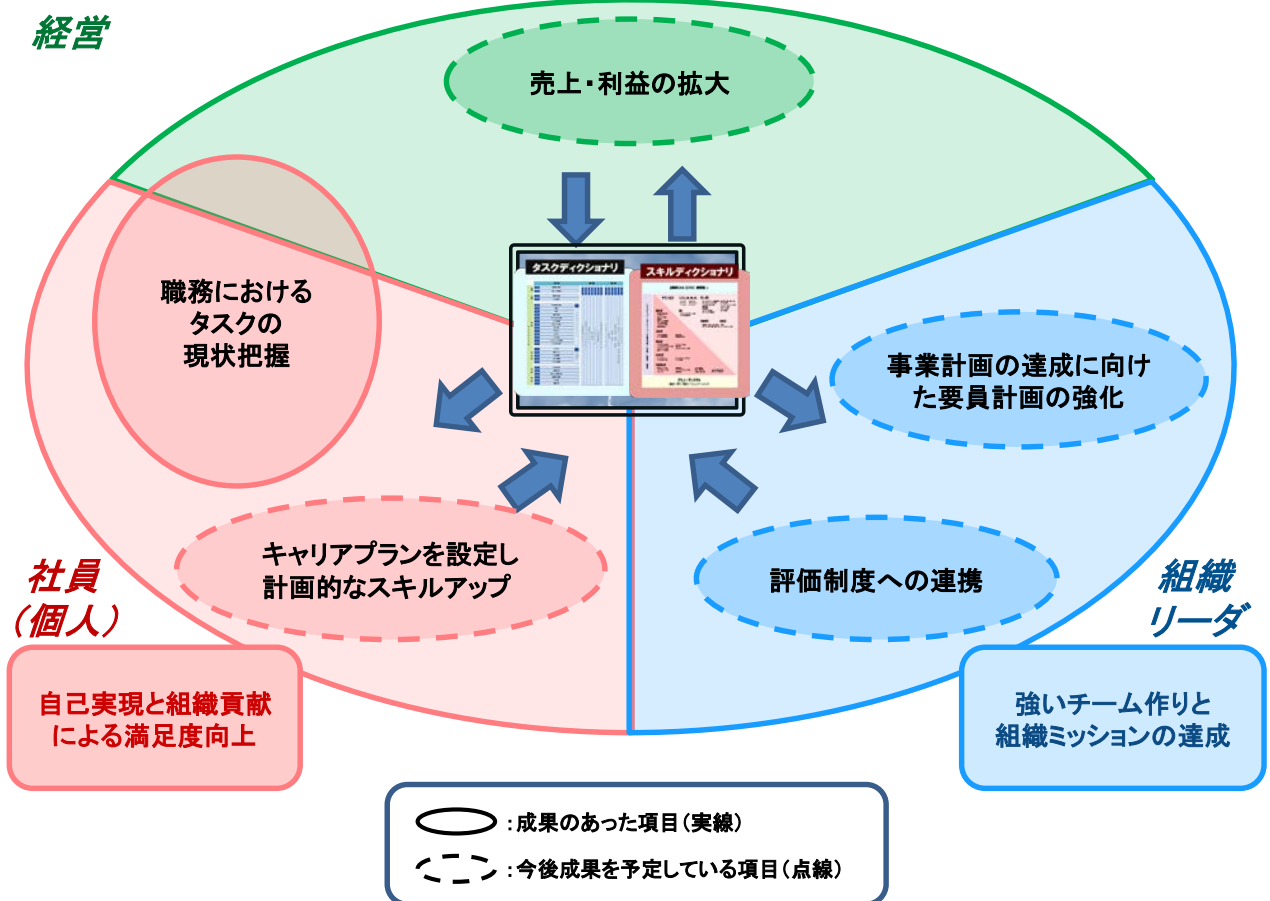 経営
売上・利益の拡大
タスクディクショナリ
スキルディクショナリ
職務における
タスクの
現状把握
事業計画の達成に向け
た要員計画の強化
キャリアプランを設定し
計画的なスキルアップ
評価制度への連携
社員
（個人）
組織
リーダ
自己実現と組織貢献
による満足度向上
強いチーム作りと
組織ミッションの達成
：成果のあった項目（実線）
：今後成果を予定している項目（点線）